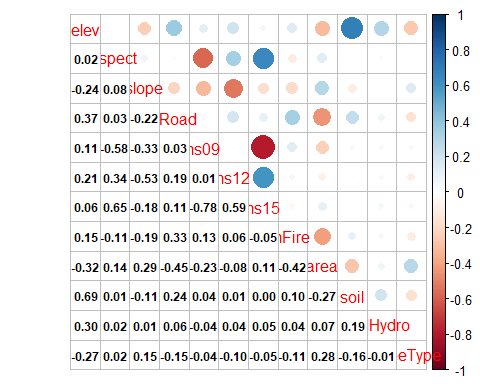 elev 1
0.02 spect 0.8
-0.24 0.08 slope 0.6
0.37 0.03 -0.22 Road 0.4
0.11 -0.58 -0.33 0.03 ns09 0.2
0.21 0.34 -0.53 0.19 0.01 ns12 0
0.06 0.65 -0.18 0.11 -0.78 0.59 ns15 -0.2
0.15 -0.11 -0.19 0.33 0.13 0.06 -0.05 nFire -0.4
-0.32 0.14 0.29 -0.45 -0.23 -0.08 0.11 -0.42 area -0.6
0.69 0.01 -0.11 0.24 0.04 0.01 0.00 0.10 -0.27 soil
0.30 0.02 0.01 0.06 -0.04 0.04 0.05 0.04 0.07 0.19 Hydro -0.8
-0.27 0.02 0.15 -0.15 -0.04 -0.10 -0.05 -0.11 0.28 -0.16 -0.01 eType -1